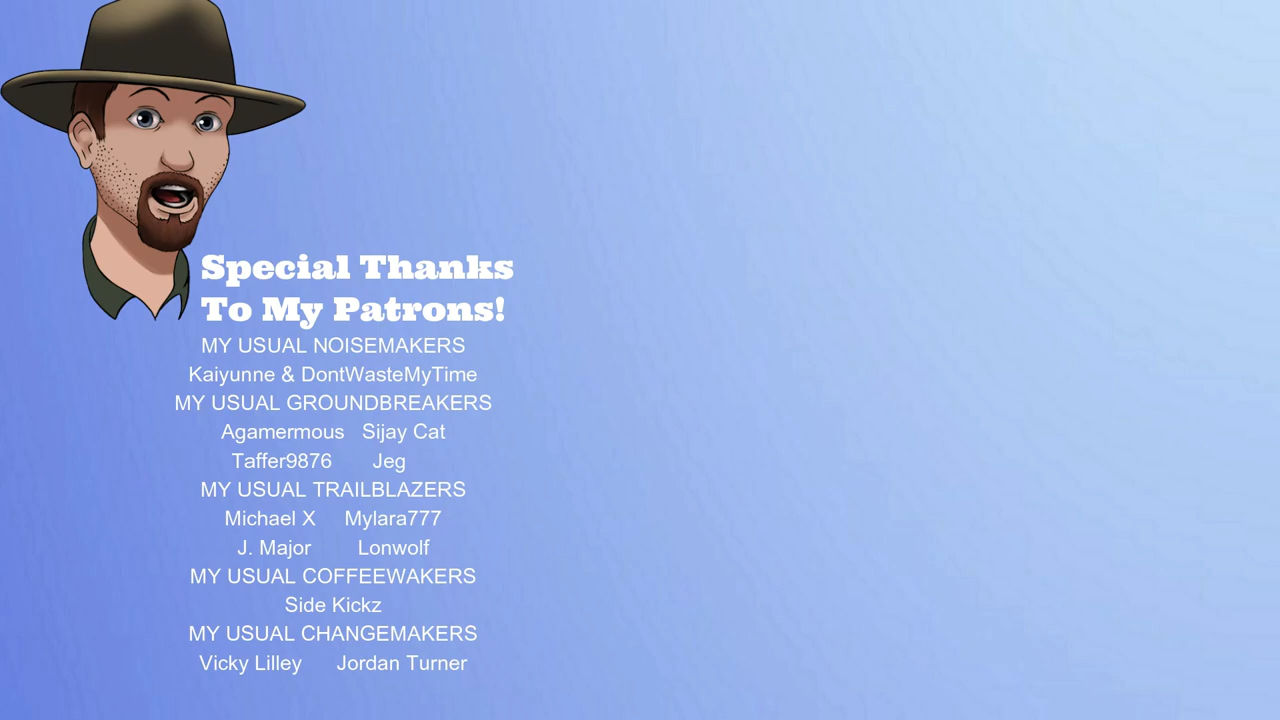 Special Thanks
To My Patrons!
MY USUAL NOISEMAKERS
Kaiyunne & DontWasteMyTime
MY USUAL GROUNDBREAKERS
Agamermous Sijay Cat
Taffer9876 Jeg
MY USUAL TRAILBLAZERS
Michael X Mylara777
J. Major Lonwolf
MY USUAL COFFEEWAKERS
Side Kickz
MY USUAL CHANGEMAKERS
Vicky Lilley Jordan Turner